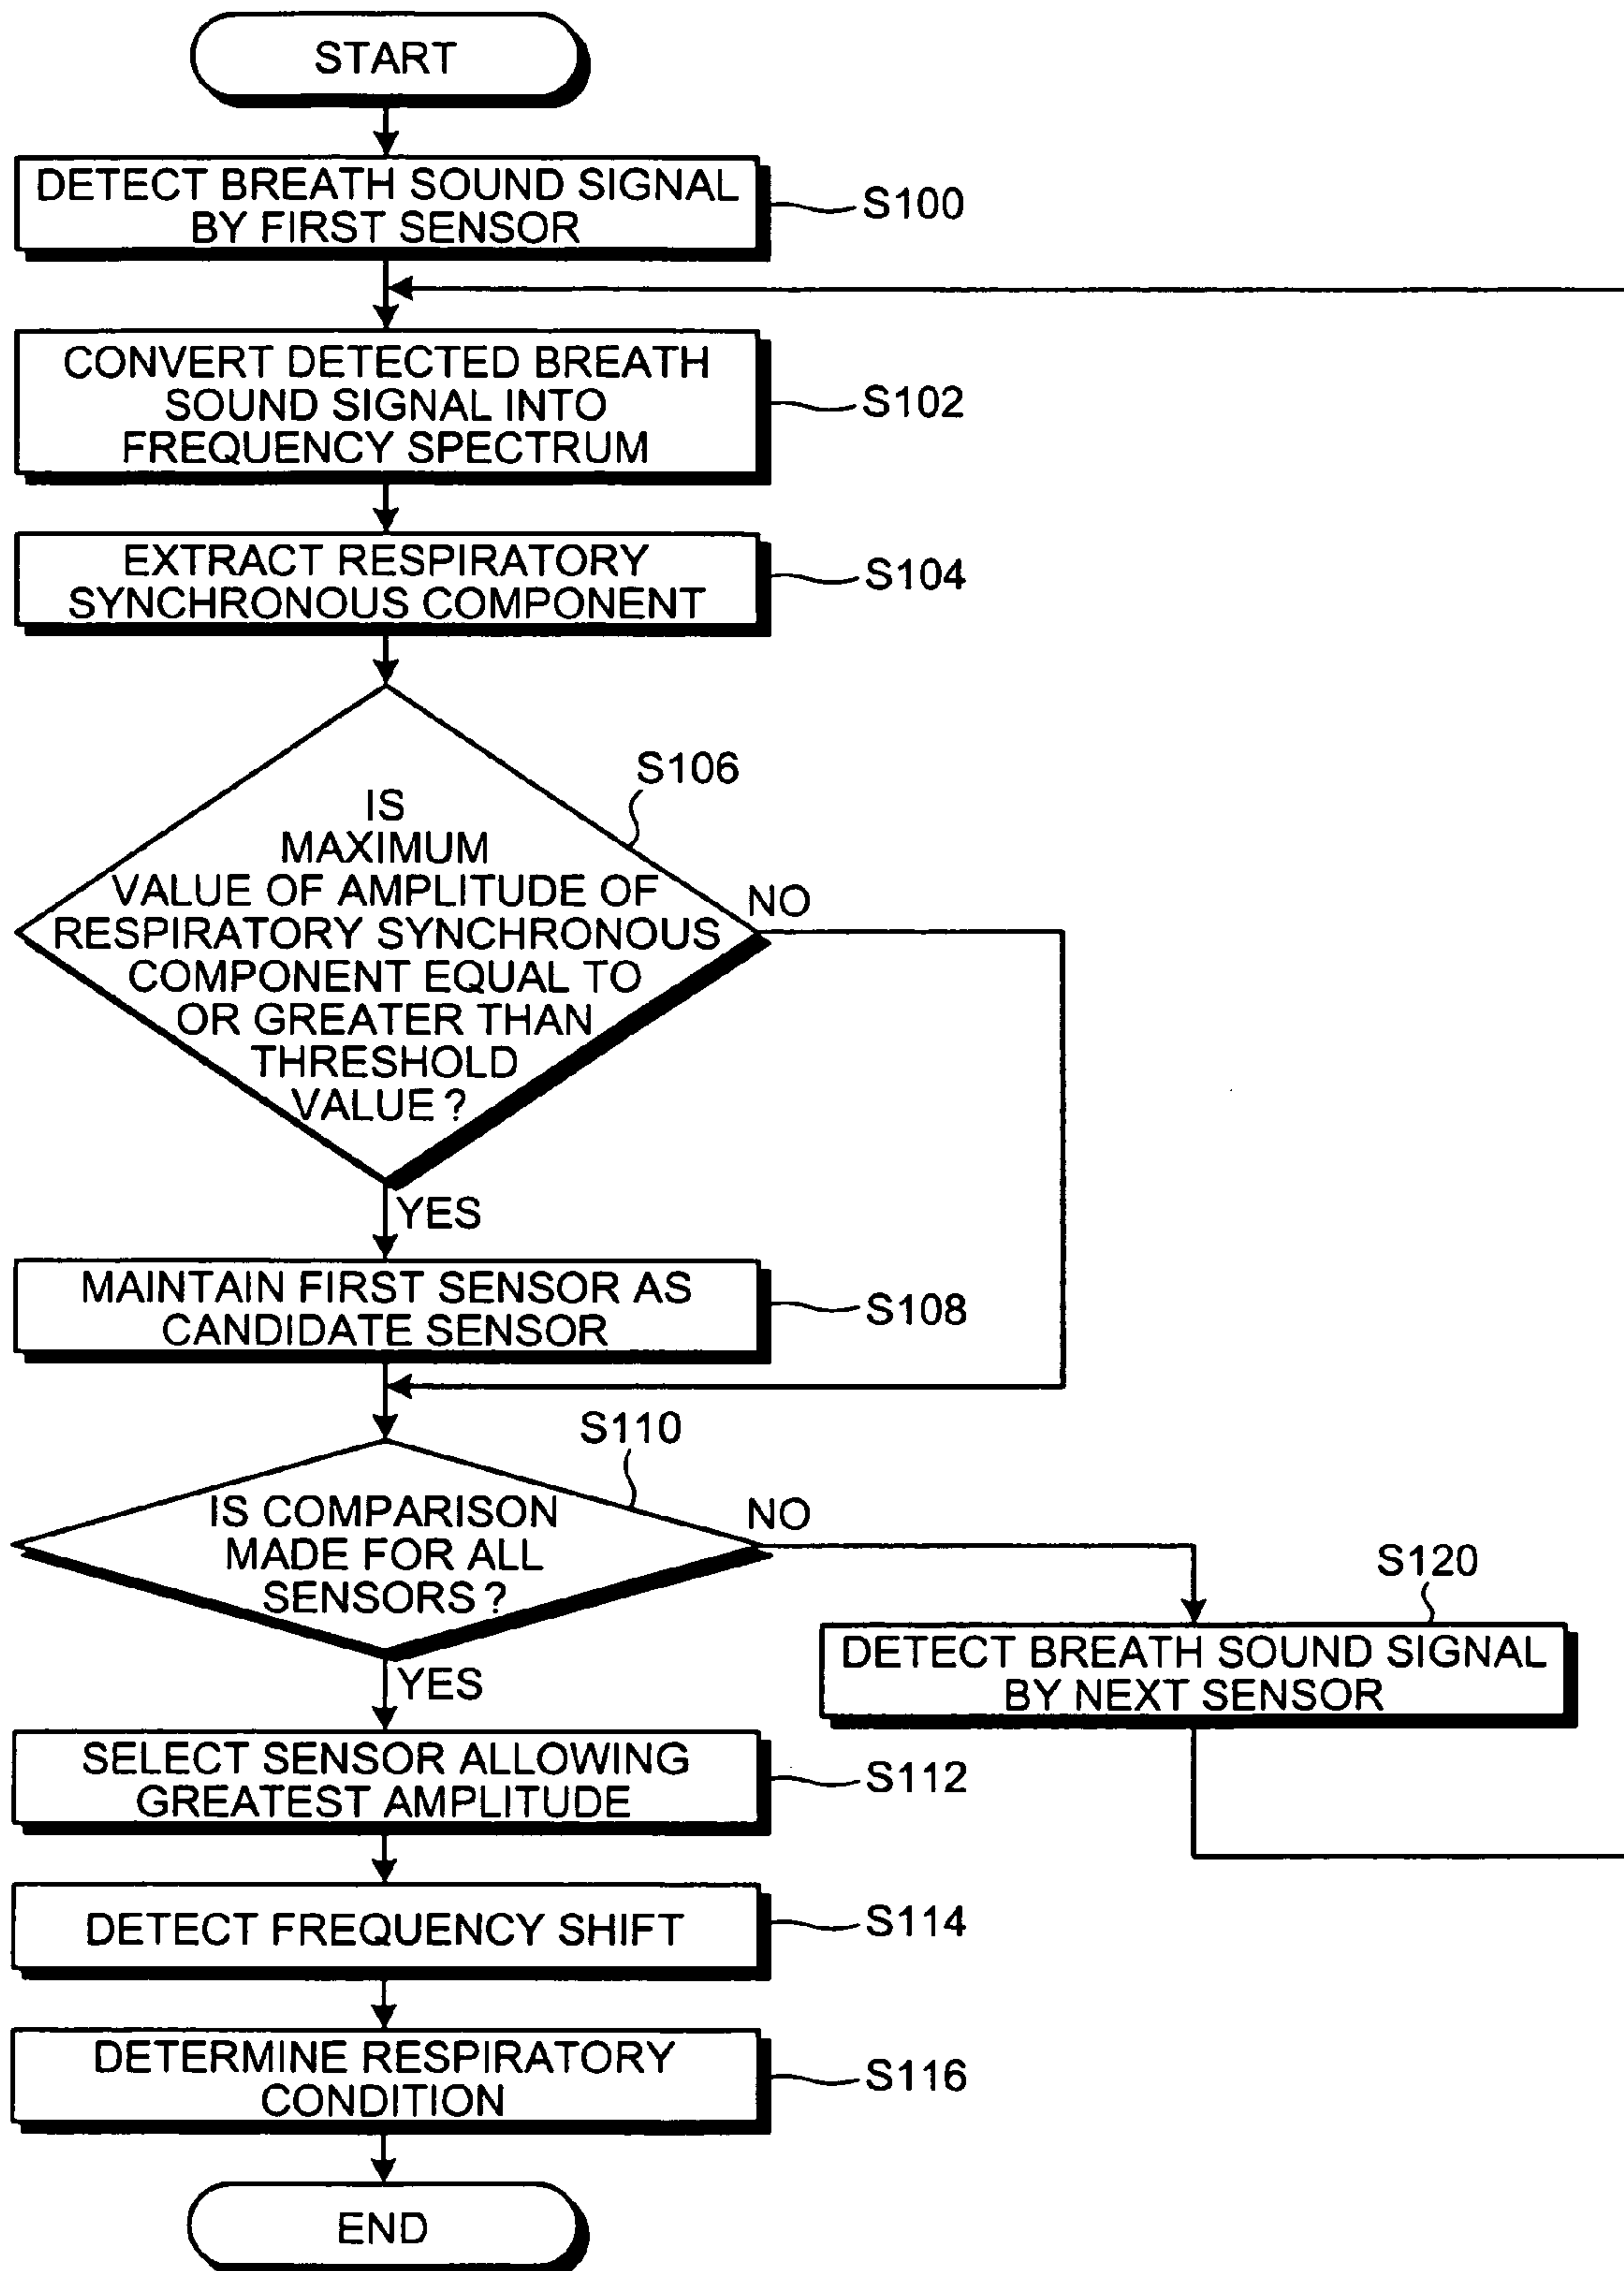 START
DETECT BREATH SOUND SIGNAL
BY FIRST SENSOR
S100
CONVERT DETECTED BREATH
SOUND SIGNAL INTO
FREQUENCY SPECTRUM
S102
EXTRACT RESPIRATORY
SYNCHRONOUS COMPONENT
S104
S106
IS
MAXIMUM
VALUE OF AMPLITUDE OF
RESPIRATORY SYNCHRONOUS
COMPONENT EQUAL TO
OR GREATER THAN
THRESHOLD
VALUE?
NO
YES
MAINTAIN FIRST SENSOR AS
CANDIDATE SENSOR
S108
S110
IS COMPARISON
MADE FOR ALL
SENSORS?
NO
S120
DETECT BREATH SOUND SIGNAL
BY NEXT SENSOR
YES
SELECT SENSOR ALLOWING
GREATEST AMPLITUDE
S112
DETECT FREQUENCY SHIFT
S114
DETERMINE RESPIRATORY
CONDITION
S116
END